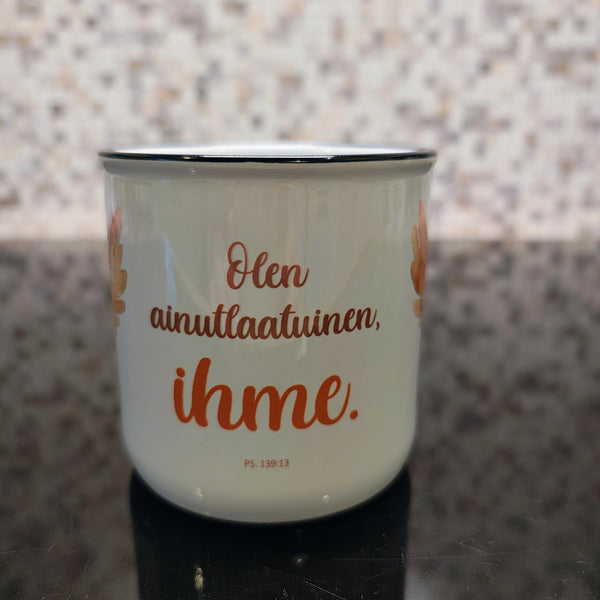 Olen
ainutlaatuinen,
ihme.
PS. 139:13